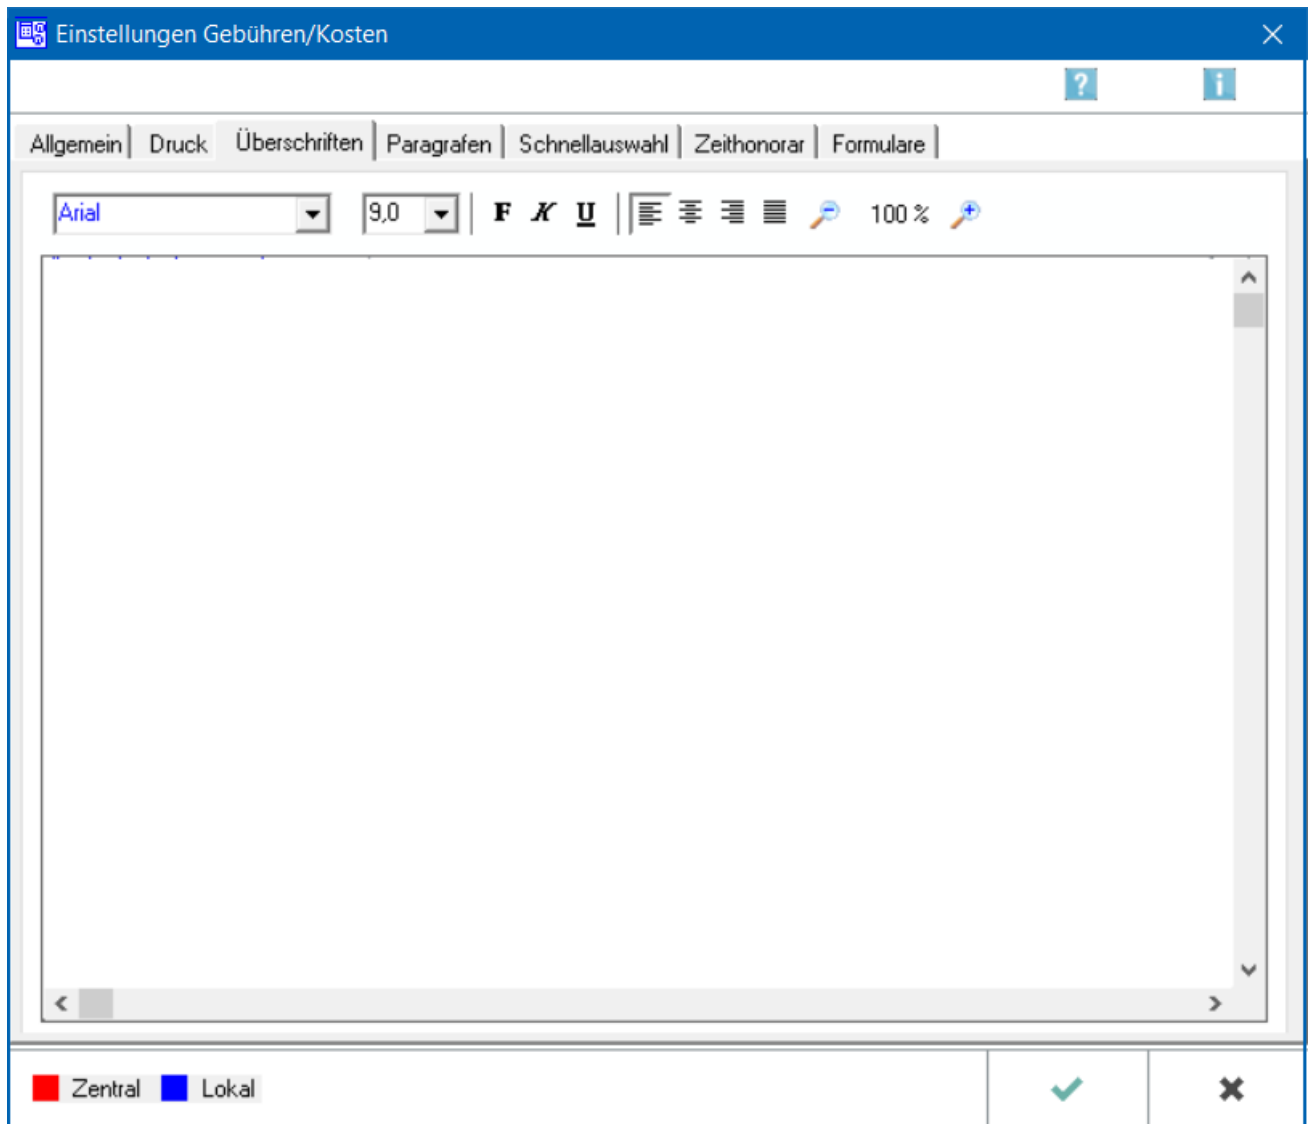 Einstellungen Gebühren/Kosten
Allgemein Druck Überschriften Paragrafen Schnellauswahl Zeithonorar Formulare
Arial 9,0 F K U 100 %
Zentral Lokal